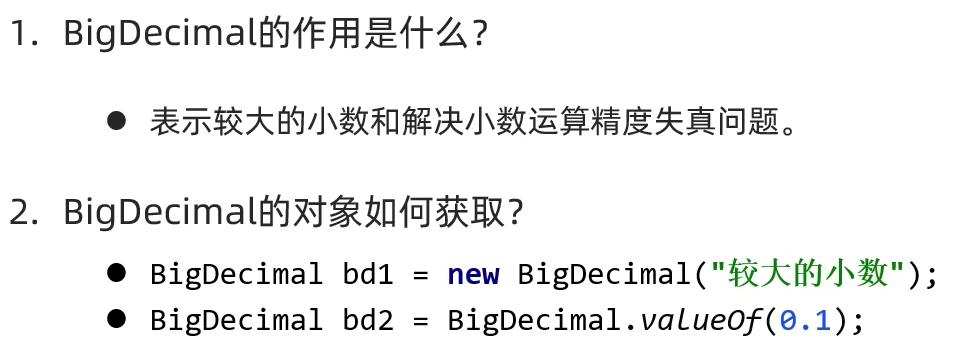 1. BigDecimal的作用是什么？
● 表示较大的小数和解决小数运算精度失真问题。
2. BigDecimal的对象如何获取？
● BigDecimal bd1 = new BigDecimal("较大的小数");
● BigDecimal bd2 = BigDecimal.valueOf(0.1);